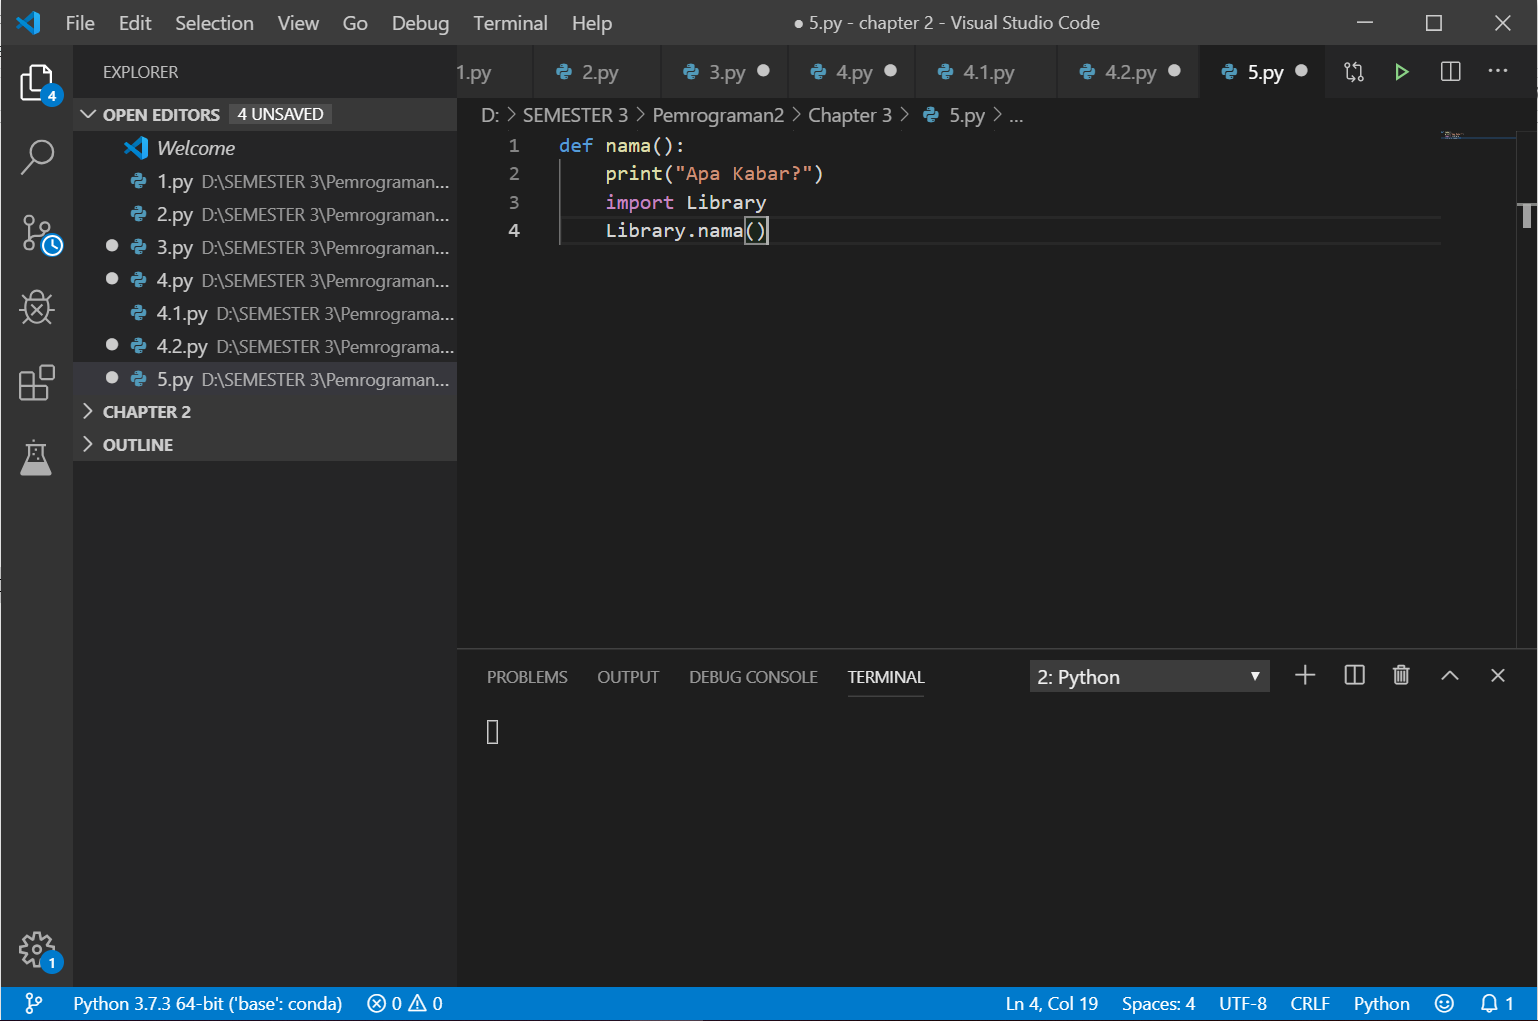 File Edit Selection View Go Debug Terminal Help ● 5.py - chapter 2 - Visual Studio Code
EXPLORER
1.py 2.py 3.py 4.py 4.1.py 4.2.py 5.py ...
4
OPEN EDITORS 4 UNSAVED
D: > SEMESTER 3 > Pemrograman2 > Chapter 3 > 5.py > ...
Welcome
1.py D:\SEMESTER 3\Pemrograman...
2.py D:\SEMESTER 3\Pemrograman...
3.py D:\SEMESTER 3\Pemrograman...
4.py D:\SEMESTER 3\Pemrograman...
4.1.py D:\SEMESTER 3\Pemrograma...
4.2.py D:\SEMESTER 3\Pemrograma...
5.py D:\SEMESTER 3\Pemrograman...
CHAPTER 2
OUTLINE
1 def nama():
2 print("Apa Kabar?")
3 import Library
4 Library.nama()
PROBLEMS OUTPUT DEBUG CONSOLE TERMINAL 2: Python
1
Python 3.7.3 64-bit ('base': conda) 0 0 Ln 4, Col 19 Spaces: 4 UTF-8 CRLF Python 1